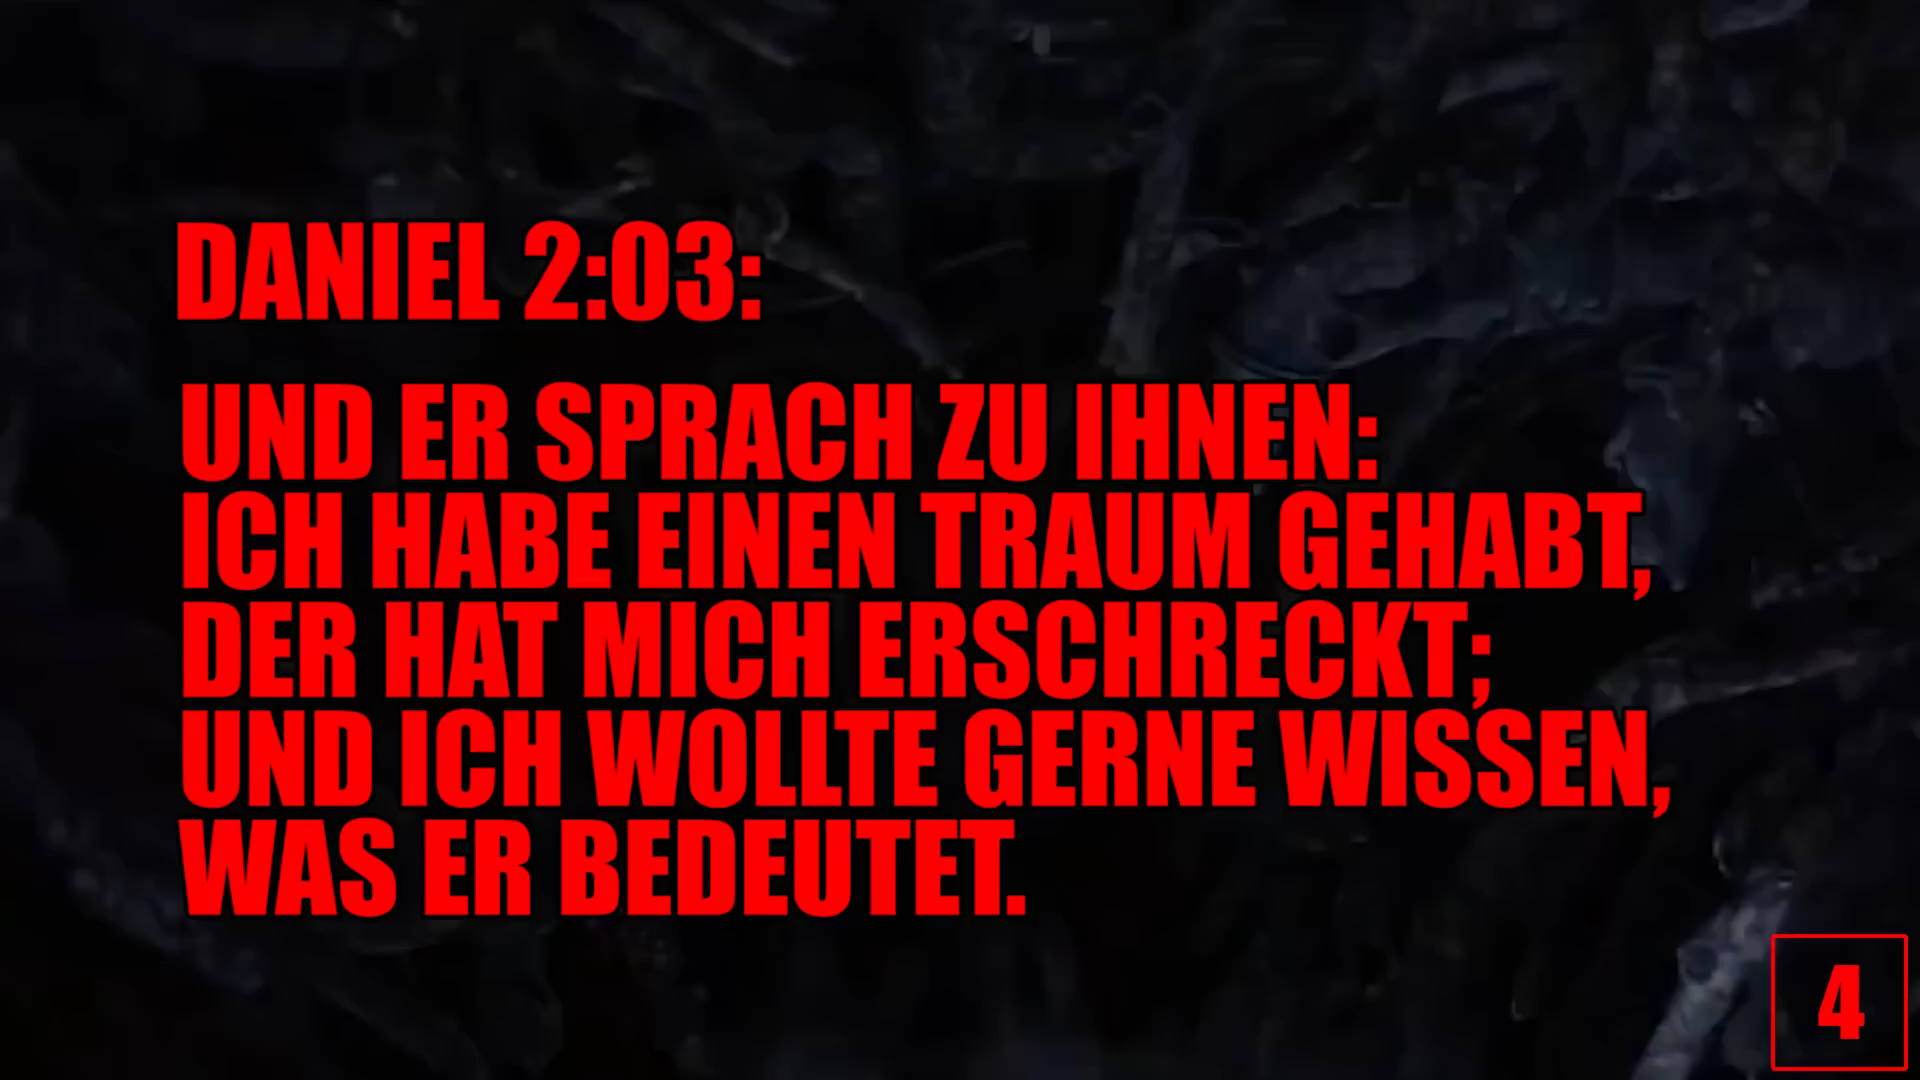 DANIEL 2:03:
UND ER SPRACH ZU IHNEN:
ICH HABE EINEN TRAUM GEHABT,
DER HAT MICH ERSCHRECKT;
UND ICH WOLLTE GERNE WISSEN,
WAS ER BEDEUTET.
4